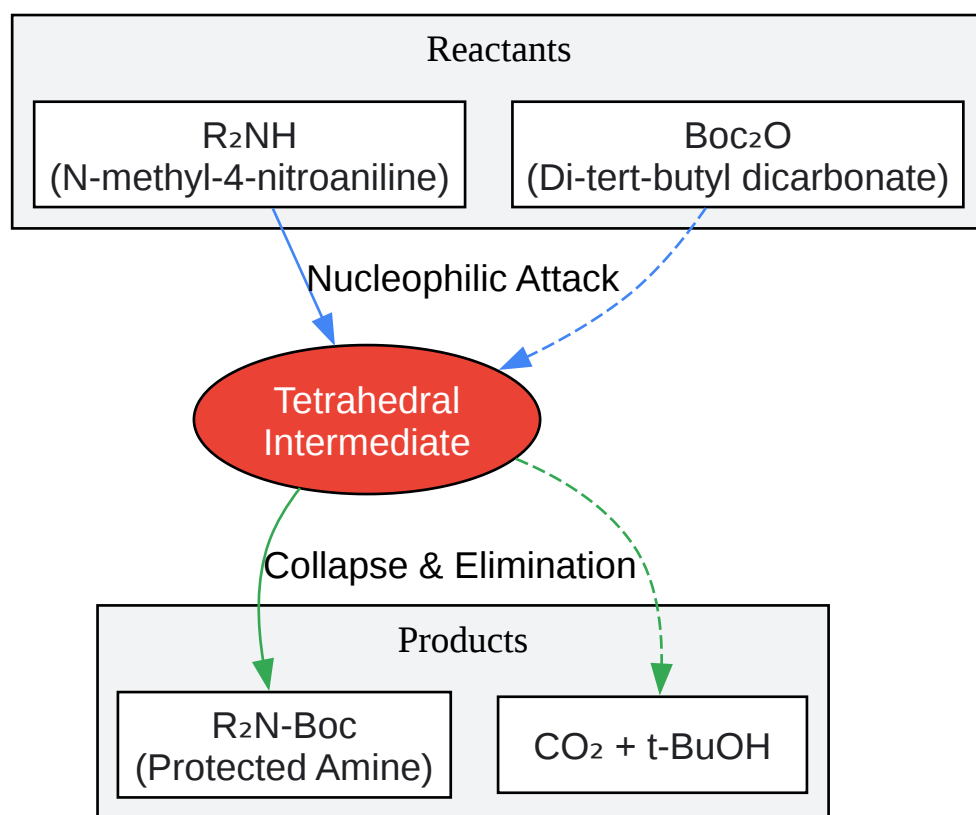 Reactants
R₂NH
(N-methyl-4-nitroaniline)
Boc₂O
(Di-tert-butyl dicarbonate)
Nucleophilic Attack
Tetrahedral
Intermediate
Collapse & Elimination
Products
R₂N-Boc
(Protected Amine)
CO₂ + t-BuOH